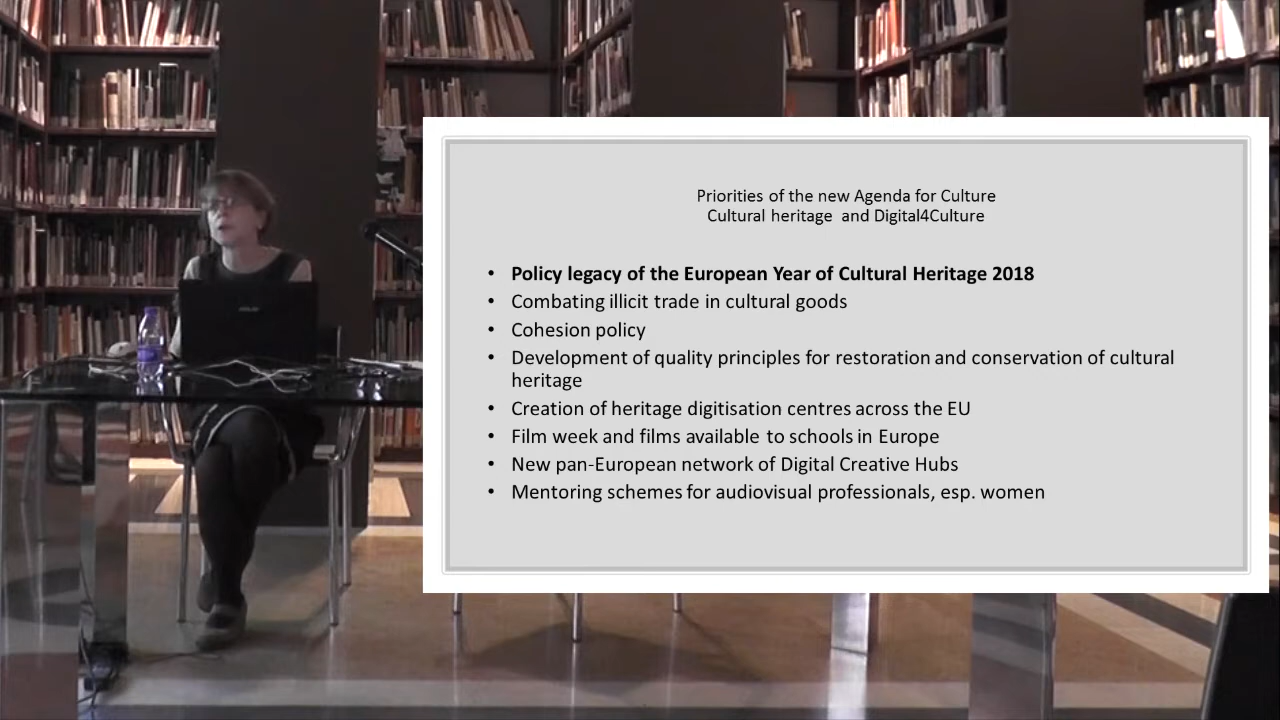 Priorities of the new Agenda for Culture
Cultural heritage and Digital4Culture
• Policy legacy of the European Year of Cultural Heritage 2018
• Combating illicit trade in cultural goods
• Cohesion policy
• Development of quality principles for restoration and conservation of cultural
heritage
• Creation of heritage digitisation centres across the EU
• Film week and films available to schools in Europe
• New pan-European network of Digital Creative Hubs
• Mentoring schemes for audiovisual professionals, esp. women